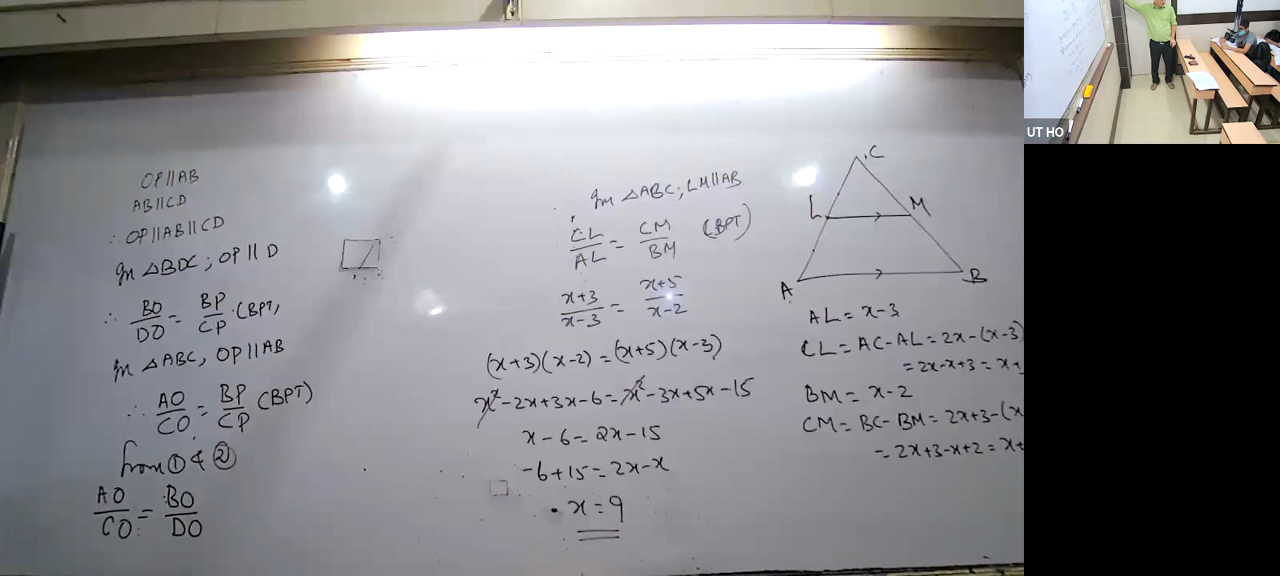 OP||AB
AB||CD
∴ OP||AB||CD
In △BDC; OP||D
∴ BO/DO = BP/CP (BPT,
In △ABC, OP||AB
∴ AO/CO = BP/CP (BPT)
from ① & ②
AO/CO = BO/DO
In △ABC; LM||AB
CL/AL = CM/BM (BPT)
x+3/x-3 = x+5/x-2
(x+3)(x-2) = (x+5)(x-3)
x²-2x+3x-6 = x²-3x+5x-15
x-6 = 2x-15
-6+15 = 2x-x
x = 9
C
L
M
A
B
AL = x-3
CL = AC-AL = 2x-(x-3)
= 2x-x+3 = x+
BM = x-2
CM = BC-BM = 2x+3-(x
= 2x+3-x+2 = x+
UT HO